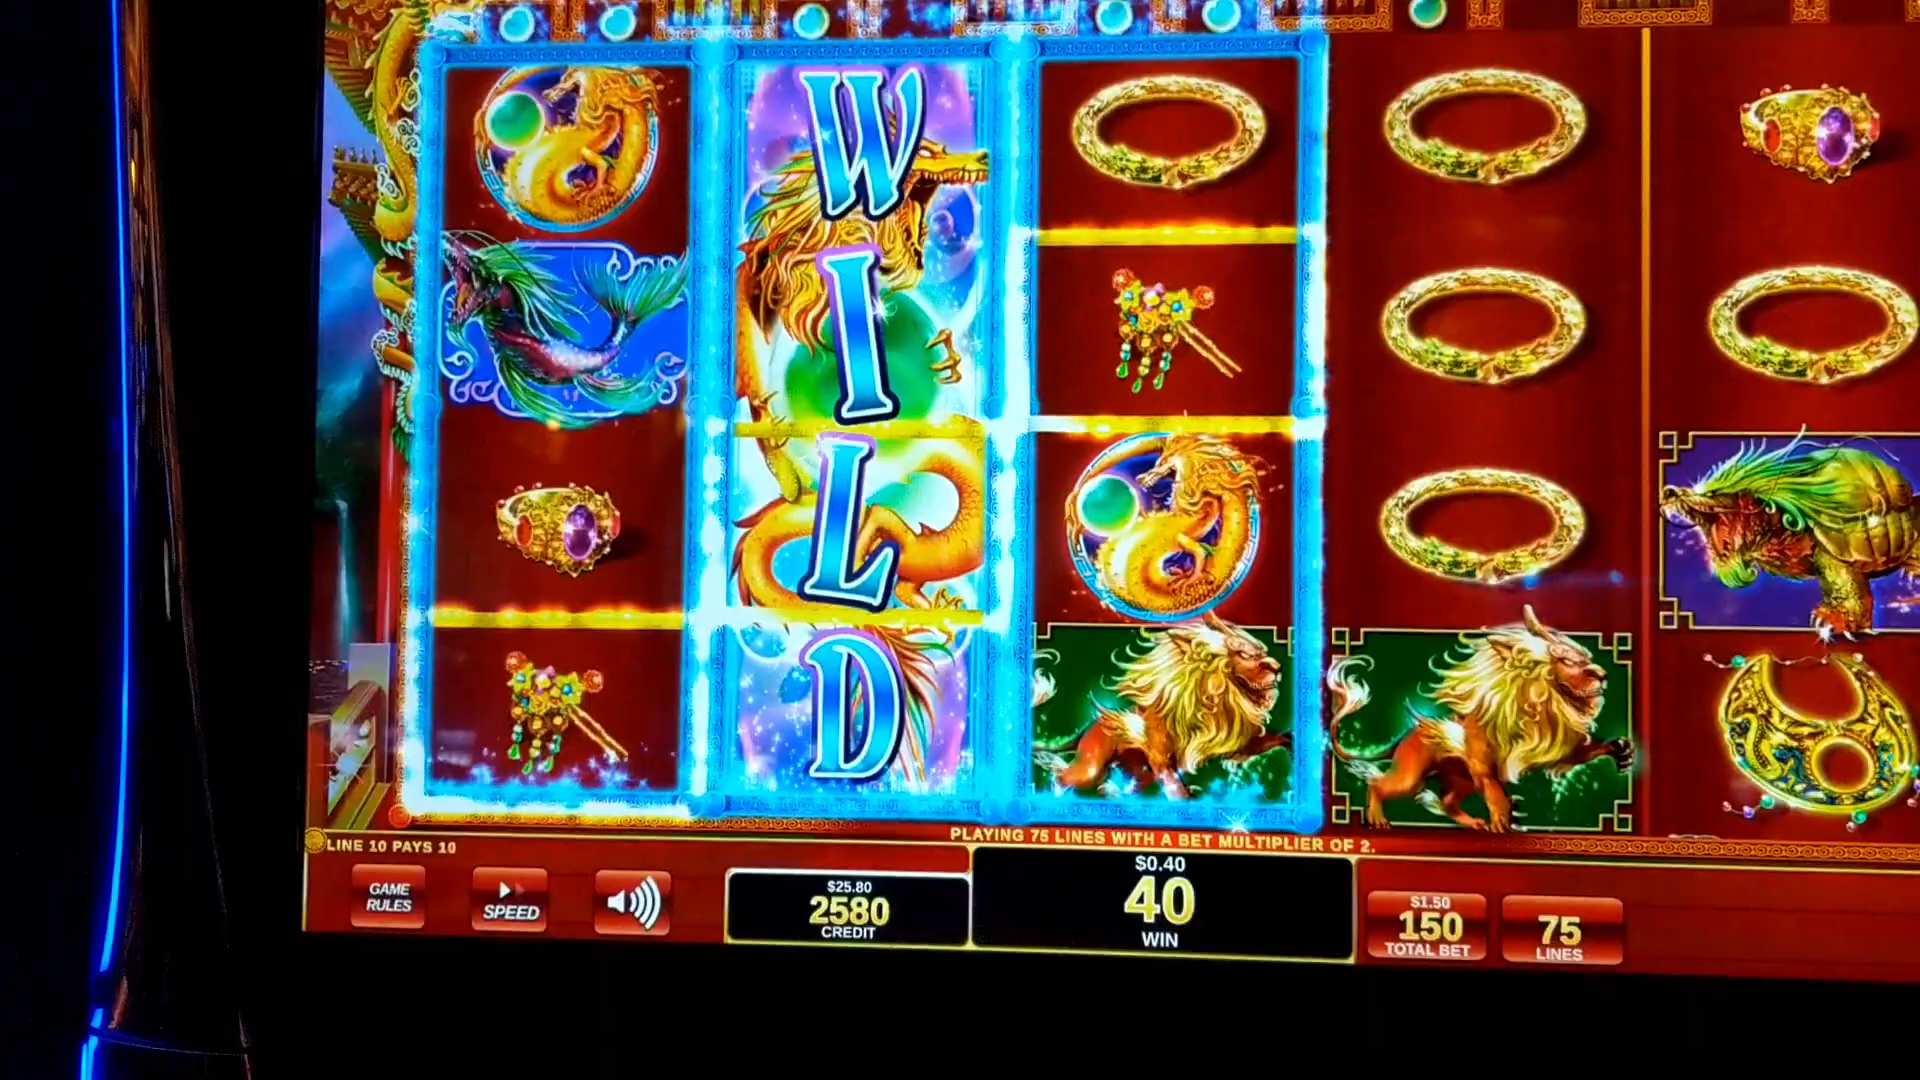 WILD
LINE 10 PAYS 10
PLAYING 75 LINES WITH A BET MULTIPLIER OF 2.
GAME
RULES
SPEED
$25.80
2580
CREDIT
$0.40
40
WIN
$1.50
150
TOTAL BET
75
LINES